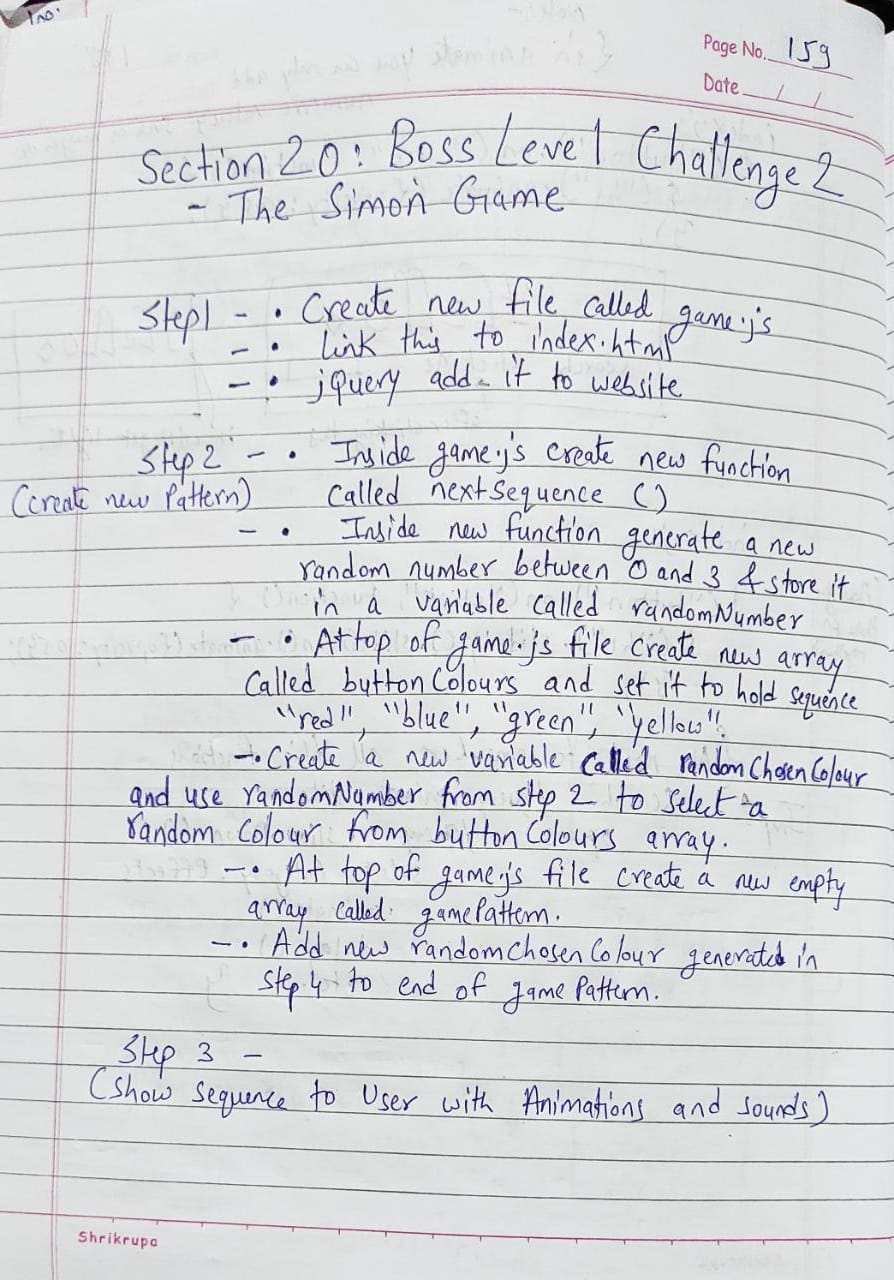 Page No. 159
Date / /
Section 20: Boss Level Challenge 2
- The Simon Game
Step1 - • Create new file called game.js
- • link this to index.html
- • jQuery add it to website
Step 2 - • Inside game.js create new function
(create new Pattern) Called nextSequence ()
- • Inside new function generate a new
random number between 0 and 3 & store it
in a variable called randomNumber
- • At top of game.js file create new array
Called buttonColours and set it to hold sequence
"red", "blue", "green", "yellow".
-• Create a new variable called randomChosenColour
and use randomNumber from step 2 to select a
random Colour from buttonColours array.
-• At top of game.js file create a new empty
array called gamePattern.
-• Add new randomChosenColour generated in
step 4 to end of gamePattern.
Step 3 -
(Show sequence to User with Animations and sounds)
Shrikrupa